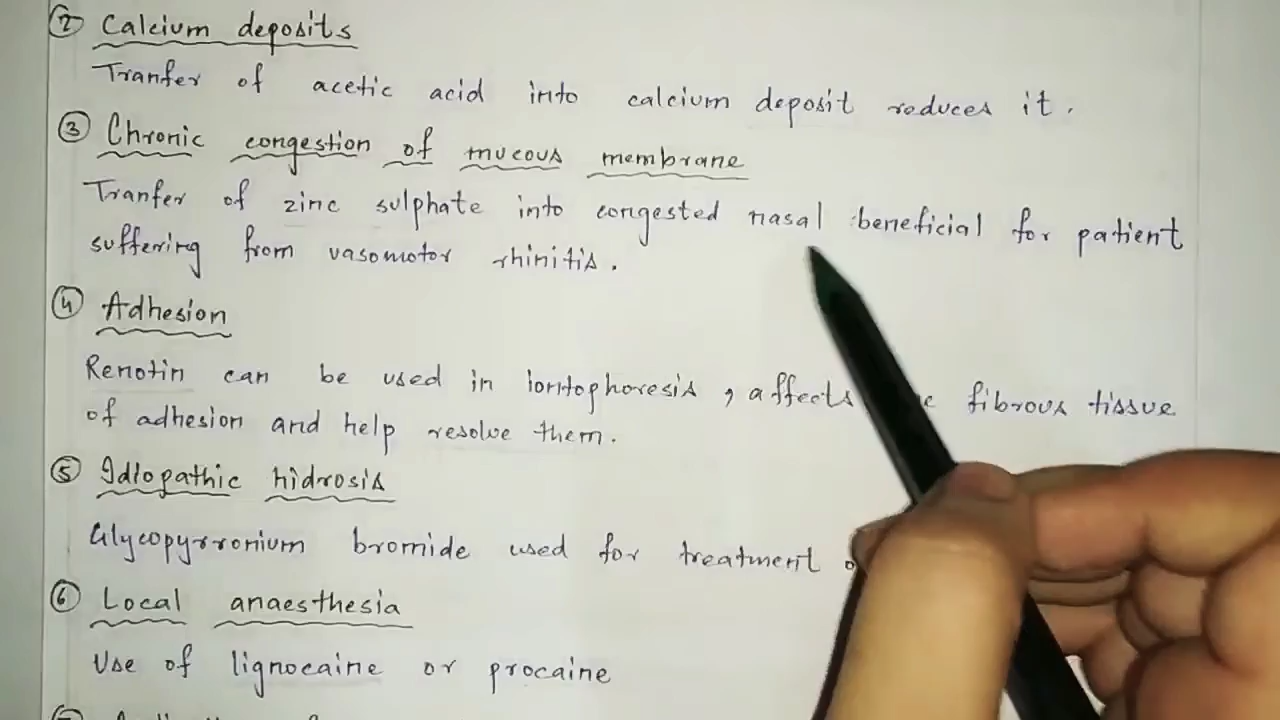 ② Calcium deposits
Tranfer of acetic acid into calcium deposit reduces it.
③ Chronic congestion of mucous membrane
Tranfer of zinc sulphate into congested nasal beneficial for patient
suffering from vasomotor rhinitis.
④ Adhesion
Renotin can be used in iontophoresis, affects fibrous tissue
of adhesion and help resolve them.
⑤ Idiopathic hidrosis
Glycopyrronium bromide used for treatment
⑥ Local anaesthesia
Use of lignocaine or procaine